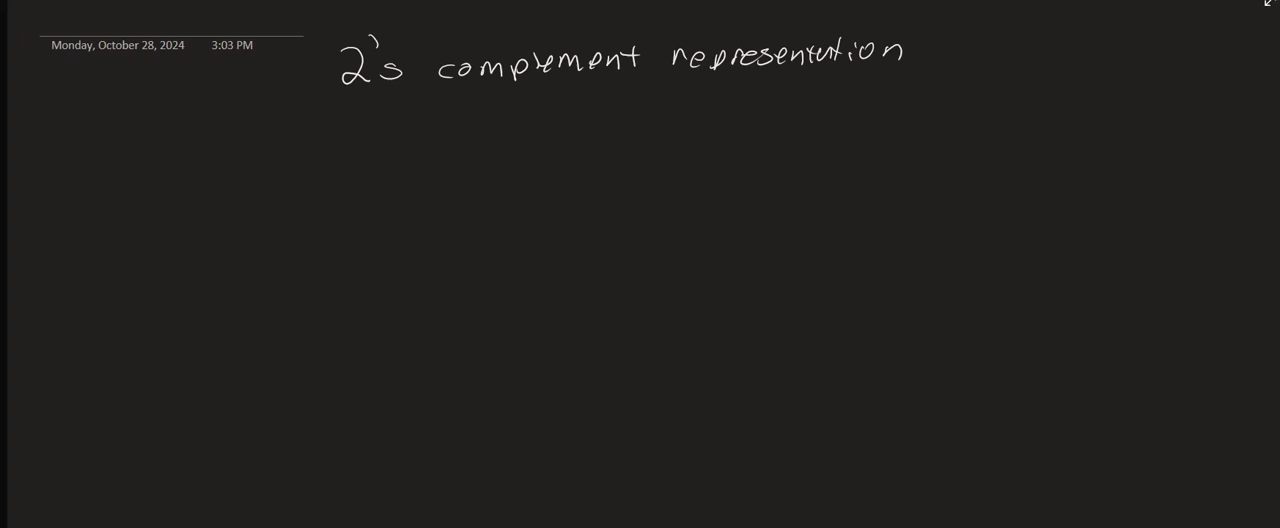 Monday, October 28, 2024 3:03 PM
2's complement representation